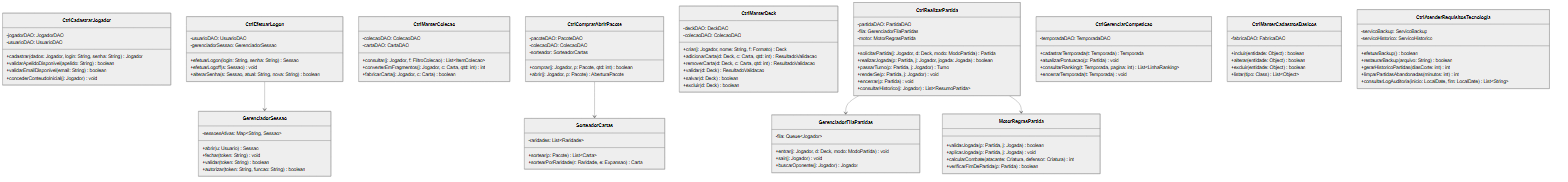 CtrlCadastrarJogador
-jogadorDAO: JogadorDAO
-usuarioDAO: UsuarioDAO
+cadastrar(dados: Jogador, login: String, senha: String) : Jogador
+validarApelidoDisponivel(apelido: String) : boolean
+validarEmailDisponivel(email: String) : boolean
+concederConteudoInicial(j: Jogador) : void
CtrlEfetuarLogon
-usuarioDAO: UsuarioDAO
-gerenciadorSessao: GerenciadorSessao
+efetuarLogon(login: String, senha: String) : Sessao
+efetuarLogoff(s: Sessao) : void
+alterarSenha(s: Sessao, atual: String, nova: String) : boolean
CtrlManterColecao
-colecaoDAO: ColecaoDAO
-cartaDAO: CartaDAO
+consultar(j: Jogador, f: FiltroColecao) : List<ItemColecao>
+converterEmFragmentos(j: Jogador, c: Carta, qtd: int) : int
+fabricarCarta(j: Jogador, c: Carta) : boolean
CtrlComprarAbrirPacote
-pacoteDAO: PacoteDAO
-colecaoDAO: ColecaoDAO
-sorteador: SorteadorCartas
+comprar(j: Jogador, p: Pacote, qtd: int) : boolean
+abrir(j: Jogador, p: Pacote) : AberturaPacote
CtrlManterDeck
-deckDAO: DeckDAO
-colecaoDAO: ColecaoDAO
+criar(j: Jogador, nome: String, f: Formato) : Deck
+adicionarCarta(d: Deck, c: Carta, qtd: int) : ResultadoValidacao
+removerCarta(d: Deck, c: Carta, qtd: int) : ResultadoValidacao
+validar(d: Deck) : ResultadoValidacao
+salvar(d: Deck) : boolean
+excluir(d: Deck) : boolean
CtrlRealizarPartida
-partidaDAO: PartidaDAO
-fila: GerenciadorFilaPartidas
-motor: MotorRegrasPartida
+solicitarPartida(j: Jogador, d: Deck, modo: ModoPartida) : Partida
+realizarJogada(p: Partida, j: Jogador, jogada: Jogada) : boolean
+passarTurno(p: Partida, j: Jogador) : Turno
+renderSe(p: Partida, j: Jogador) : void
+encerrar(p: Partida) : void
+consultarHistorico(j: Jogador) : List<ResumoPartida>
CtrlGerenciarCompeticao
-temporadaDAO: TemporadaDAO
+cadastrarTemporada(t: Temporada) : Temporada
+atualizarPontuacao(p: Partida) : void
+consultarRanking(t: Temporada, pagina: int) : List<LinhaRanking>
+encerrarTemporada(t: Temporada) : void
CtrlManterCadastrosBasicos
-fabricaDAO: FabricaDAO
+incluir(entidade: Object) : boolean
+alterar(entidade: Object) : boolean
+excluir(entidade: Object) : boolean
+listar(tipo: Class) : List<Object>
CtrlAtenderRequisitosTecnologia
-servicoBackup: ServicoBackup
-servicoHistorico: ServicoHistorico
+efetuarBackup() : boolean
+restaurarBackup(arquivo: String) : boolean
+gerarHistoricoPartidas(diasCorte: int) : int
+limparPartidasAbandonadas(minutos: int) : int
+consultarLogAuditoria(inicio: LocalDate, fim: LocalDate) : List<String>
GerenciadorSessao
-sessoesAtivas: Map<String, Sessao>
+abrir(u: Usuario) : Sessao
+fechar(token: String) : void
+validar(token: String) : boolean
+autorizar(token: String, funcao: String) : boolean
SorteadorCartas
-raridades: List<Raridade>
+sortear(p: Pacote) : List<Carta>
+sortearPorRaridade(r: Raridade, e: Expansao) : Carta
GerenciadorFilaPartidas
-fila: Queue<Jogador>
+entrar(j: Jogador, d: Deck, modo: ModoPartida) : void
+sair(j: Jogador) : void
+buscarOponente(j: Jogador) : Jogador
MotorRegrasPartida
+validarJogada(p: Partida, j: Jogada) : boolean
+aplicarJogada(p: Partida, j: Jogada) : void
+calcularCombate(atacante: Criatura, defensor: Criatura) : int
+verificarFimDePartida(p: Partida) : boolean